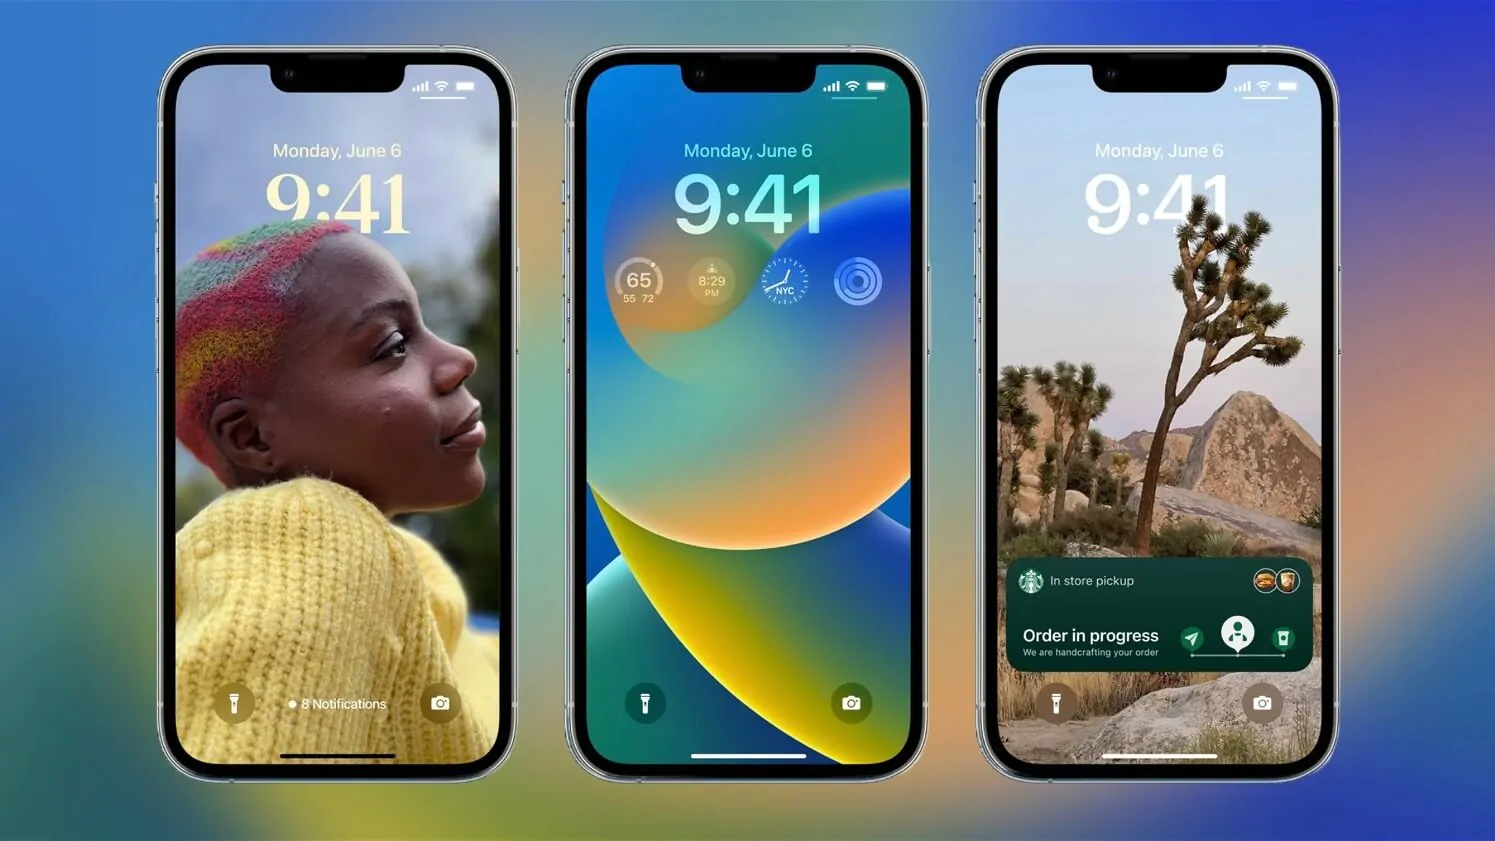 Monday, June 6
9:41
8 Notifications
Monday, June 6
9:41
65
55 72
8:29
PM
NYC
Monday, June 6
9:41
In store pickup
Order in progress
We are handcrafting your order